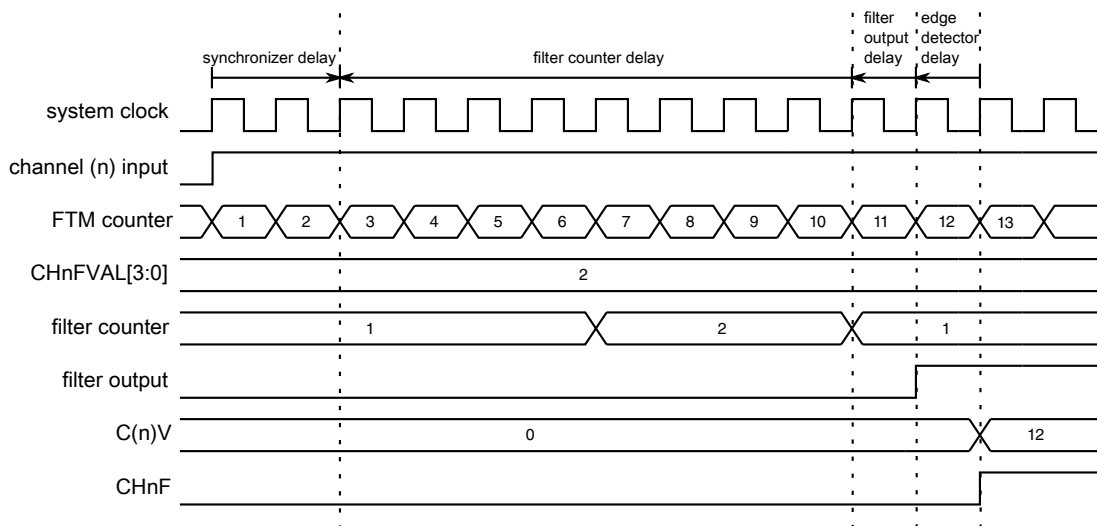 filter
output
delay
edge
detector
delay
synchronizer delay
filter counter delay
system clock
channel (n) input
FTM counter
1 2 3 4 5 6 7 8 9 10 11 12 13
CHnFVAL[3:0]
2
filter counter
1 2 1
filter output
C(n)V
0 12
CHnF